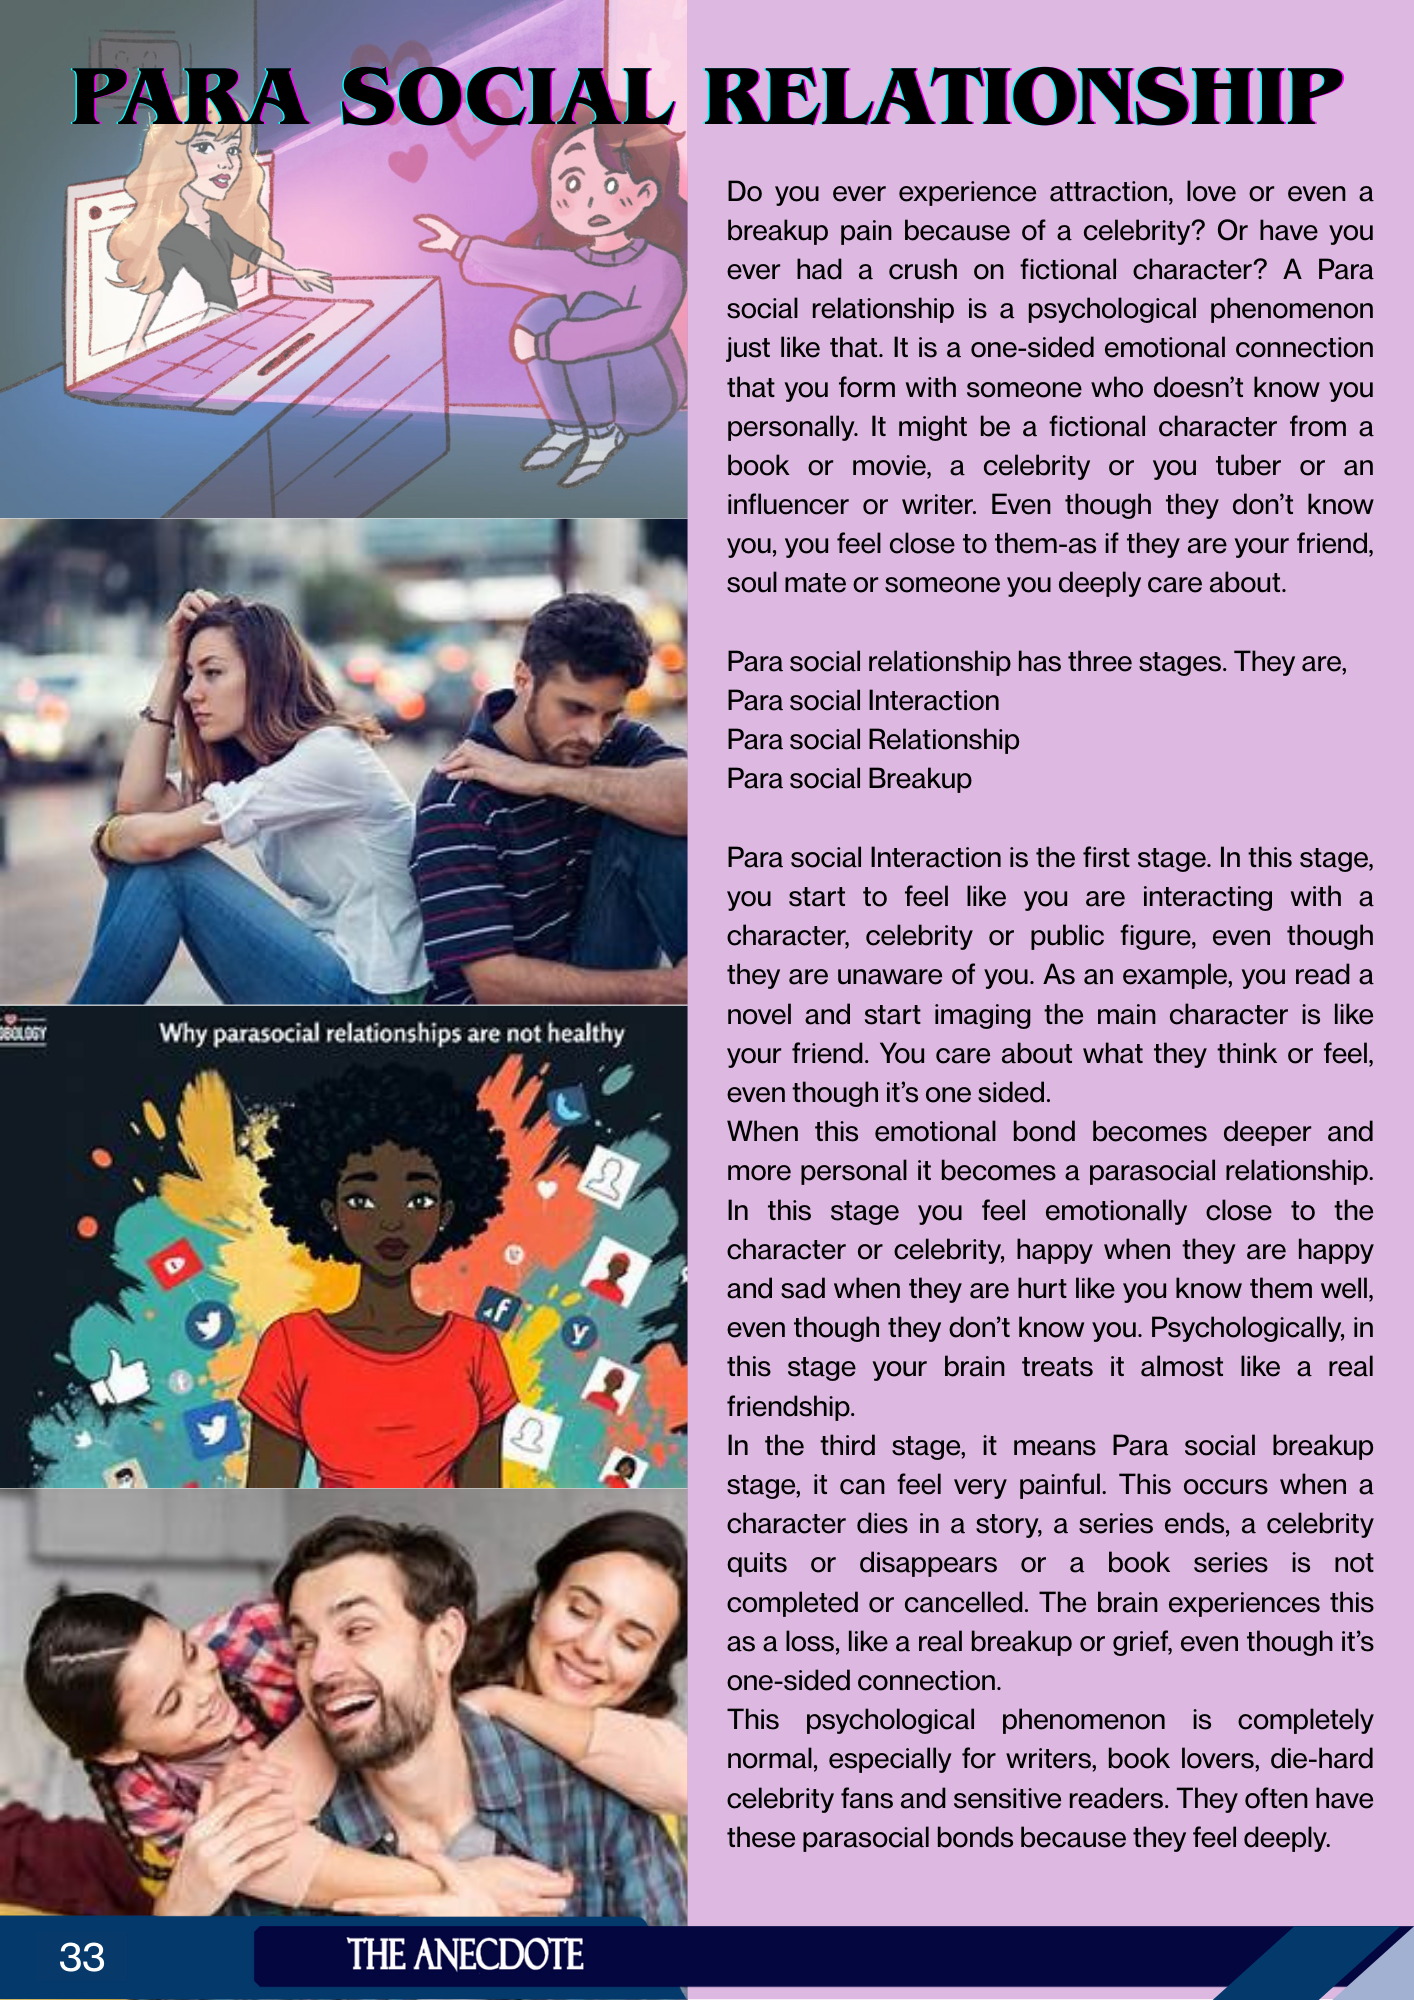 PARA SOCIAL RELATIONSHIP
Do you ever experience attraction, love or even a
breakup pain because of a celebrity? Or have you
ever had a crush on fictional character? A Para
social relationship is a psychological phenomenon
just like that. It is a one-sided emotional connection
that you form with someone who doesn’t know you
personally. It might be a fictional character from a
book or movie, a celebrity or you tuber or an
influencer or writer. Even though they don’t know
you, you feel close to them-as if they are your friend,
soul mate or someone you deeply care about.
Para social relationship has three stages. They are,
Para social Interaction
Para social Relationship
Para social Breakup
Para social Interaction is the first stage. In this stage,
you start to feel like you are interacting with a
character, celebrity or public figure, even though
they are unaware of you. As an example, you read a
novel and start imaging the main character is like
your friend. You care about what they think or feel,
even though it’s one sided.
When this emotional bond becomes deeper and
more personal it becomes a parasocial relationship.
In this stage you feel emotionally close to the
character or celebrity, happy when they are happy
and sad when they are hurt like you know them well,
even though they don’t know you. Psychologically, in
this stage your brain treats it almost like a real
friendship.
In the third stage, it means Para social breakup
stage, it can feel very painful. This occurs when a
character dies in a story, a series ends, a celebrity
quits or disappears or a book series is not
completed or cancelled. The brain experiences this
as a loss, like a real breakup or grief, even though it’s
one-sided connection.
This psychological phenomenon is completely
normal, especially for writers, book lovers, die-hard
celebrity fans and sensitive readers. They often have
these parasocial bonds because they feel deeply.
Why parasocial relationships are not healthy
33
THE ANECDOTE